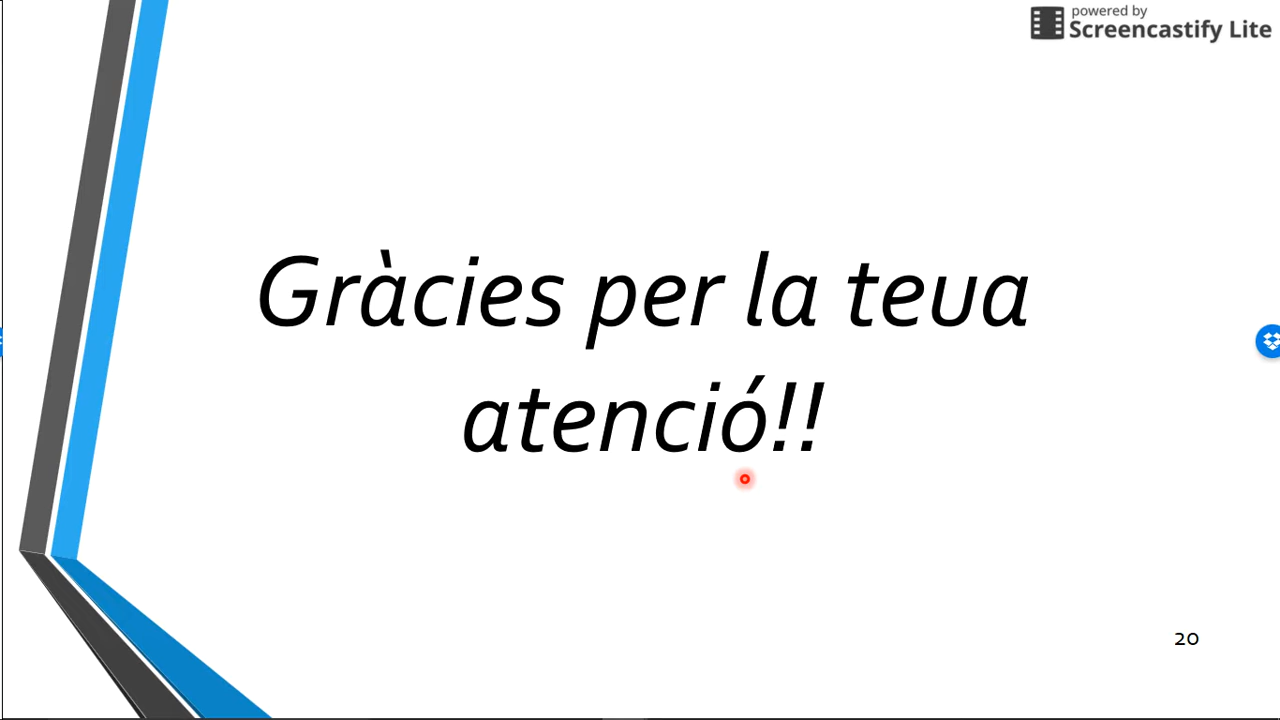 powered by
Screencastify Lite
Gràcies per la teua
atenció!!
20